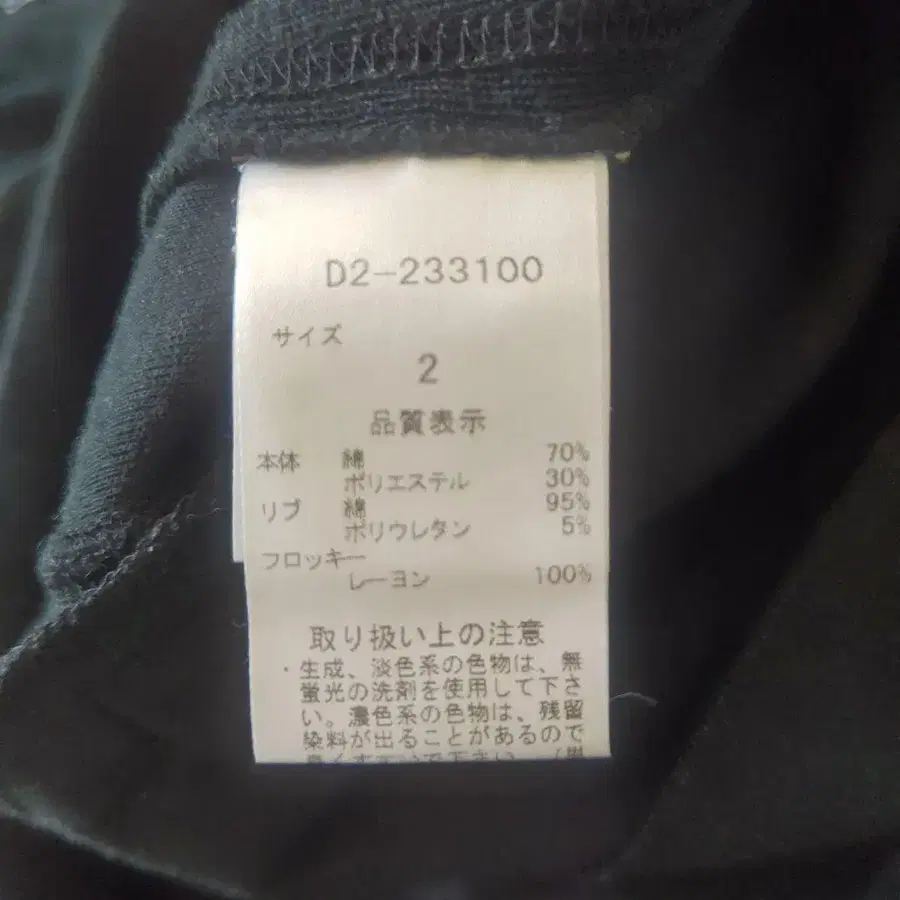 D2-233100
サイズ
2
品質表示
本体 綿 70%
ポリエステル 30%
リブ 綿 95%
ポリウレタン 5%
フロッキー
レーヨン 100%
取り扱い上の注意
・生成、淡色系の色物は、無
蛍光の洗剤を使用して下さ
い。濃色系の色物は、残留
染料が出ることがあるので